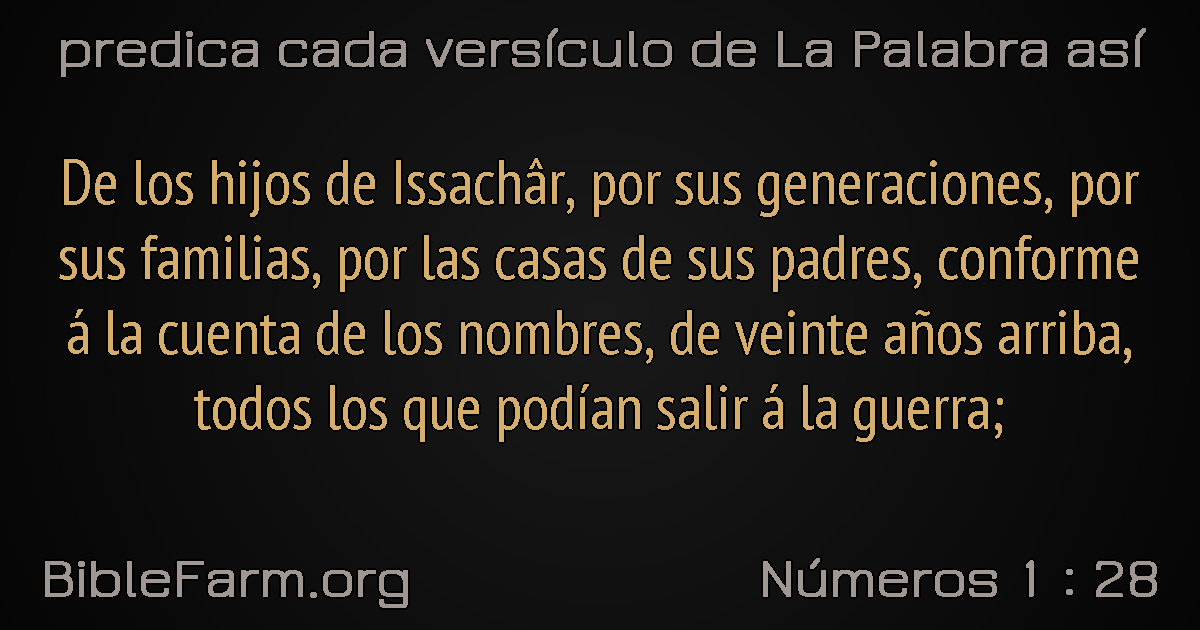 predica cada versículo de La Palabra así
De los hijos de Issachâr, por sus generaciones, por
sus familias, por las casas de sus padres, conforme
á la cuenta de los nombres, de veinte años arriba,
todos los que podían salir á la guerra;
BibleFarm.org
Números 1 : 28